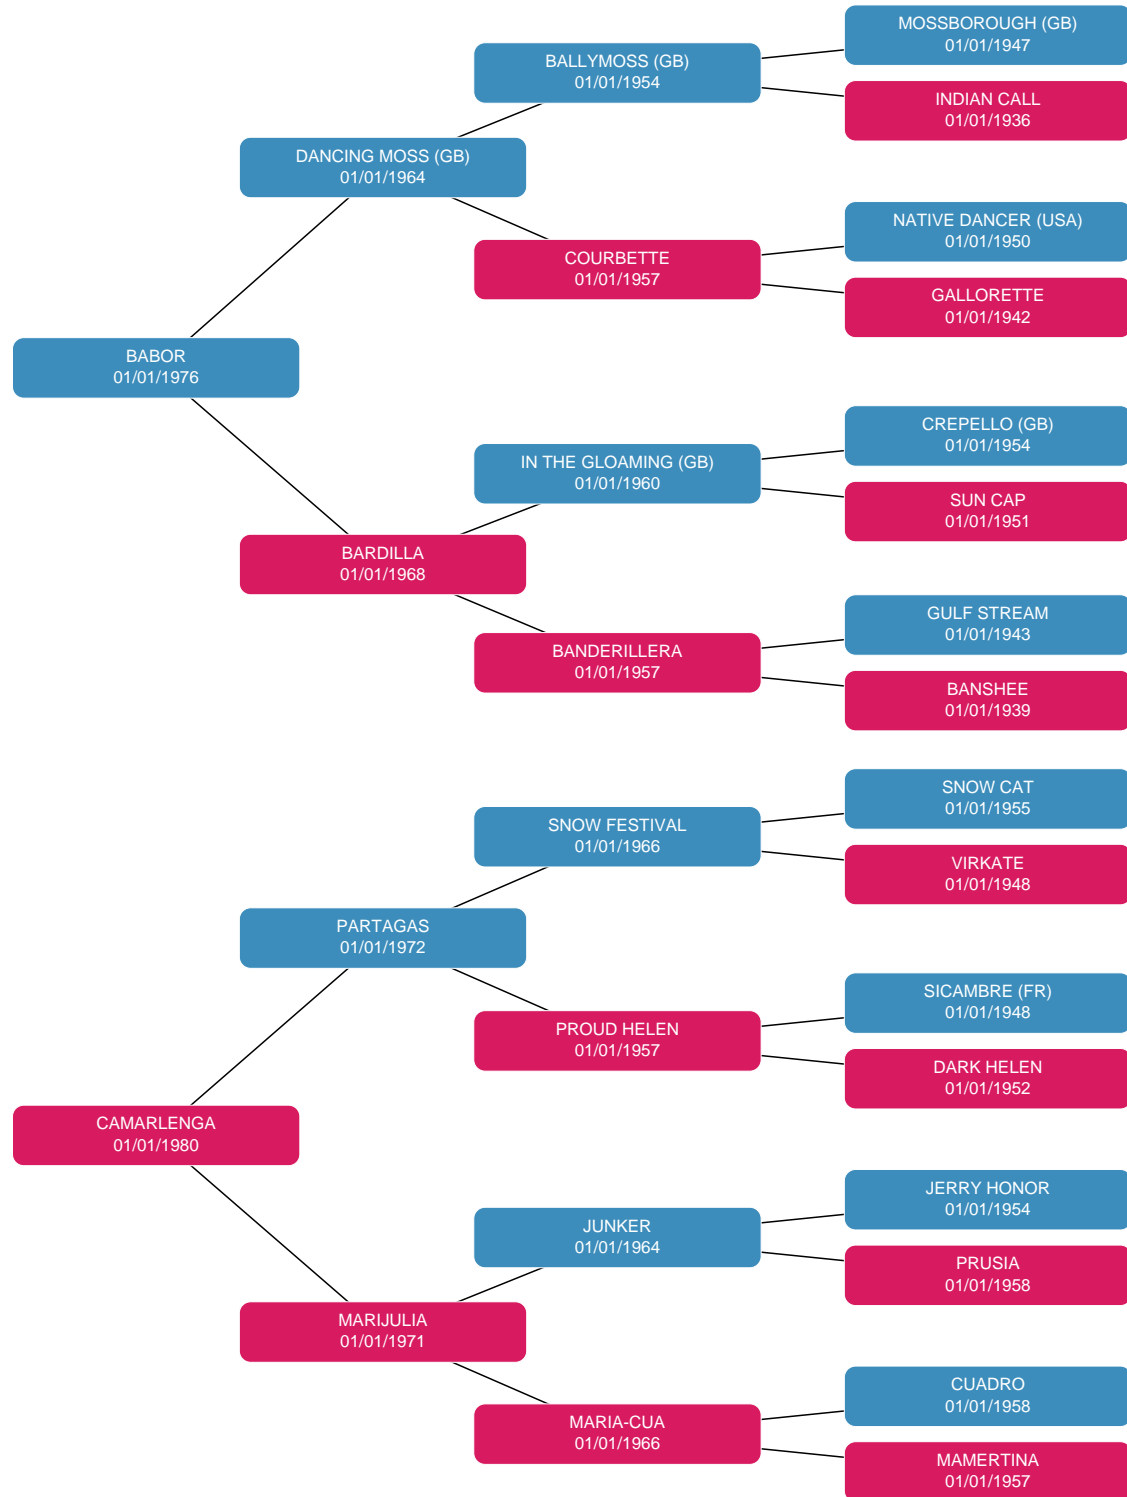 MOSSBOROUGH (GB)
01/01/1947
BALLYMOSS (GB)
01/01/1954
INDIAN CALL
01/01/1936
DANCING MOSS (GB)
01/01/1964
NATIVE DANCER (USA)
01/01/1950
COURBETTE
01/01/1957
GALLORETTE
01/01/1942
BABOR
01/01/1976
CREPELLO (GB)
01/01/1954
IN THE GLOAMING (GB)
01/01/1960
SUN CAP
01/01/1951
BARDILLA
01/01/1968
GULF STREAM
01/01/1943
BANDERILLERA
01/01/1957
BANSHEE
01/01/1939
SNOW CAT
01/01/1955
SNOW FESTIVAL
01/01/1966
VIRKATE
01/01/1948
PARTAGAS
01/01/1972
SICAMBRE (FR)
01/01/1948
PROUD HELEN
01/01/1957
DARK HELEN
01/01/1952
CAMARLENGA
01/01/1980
JERRY HONOR
01/01/1954
JUNKER
01/01/1964
PRUSIA
01/01/1958
MARIJULIA
01/01/1971
CUADRO
01/01/1958
MARIA-CUA
01/01/1966
MAMERTINA
01/01/1957